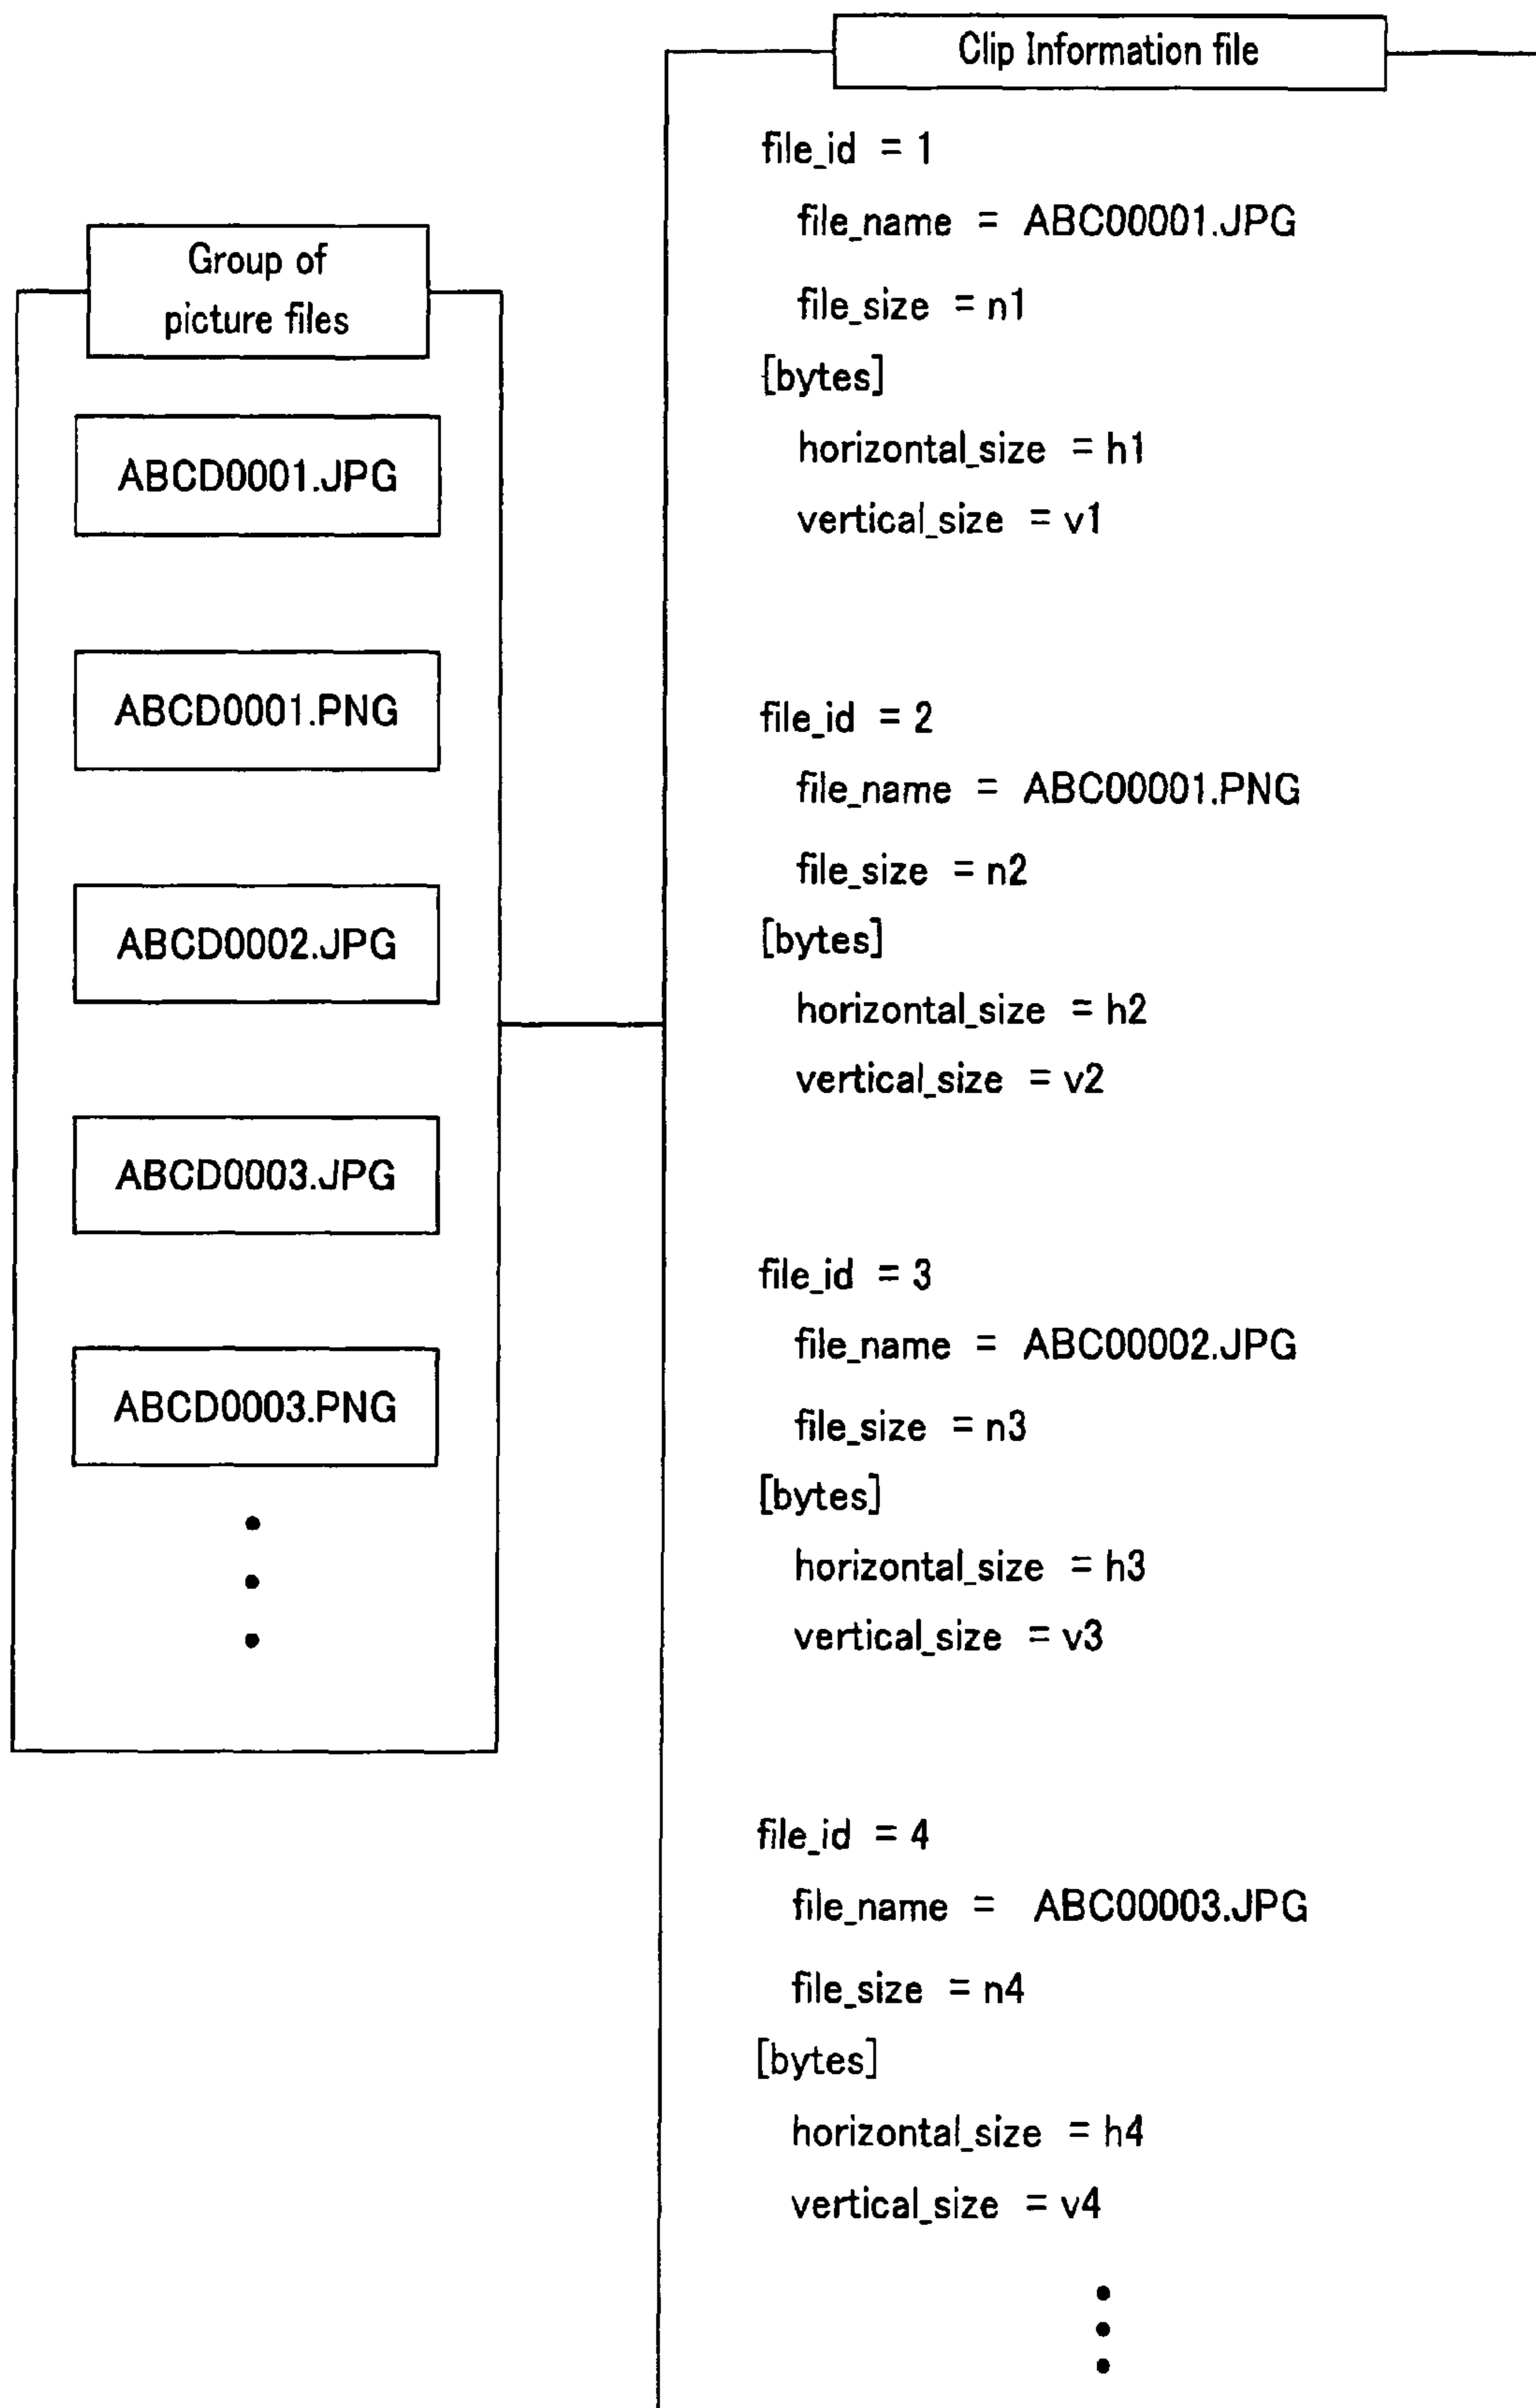 Group of
picture files
ABCD0001.JPG
ABCD0001.PNG
ABCD0002.JPG
ABCD0003.JPG
ABCD0003.PNG
Clip Information file
file_id = 1
file_name = ABC00001.JPG
file_size = n1
[bytes]
horizontal_size = h1
vertical_size = v1
file_id = 2
file_name = ABC00001.PNG
file_size = n2
[bytes]
horizontal_size = h2
vertical_size = v2
file_id = 3
file_name = ABC00002.JPG
file_size = n3
[bytes]
horizontal_size = h3
vertical_size = v3
file_id = 4
file_name = ABC00003.JPG
file_size = n4
[bytes]
horizontal_size = h4
vertical_size = v4